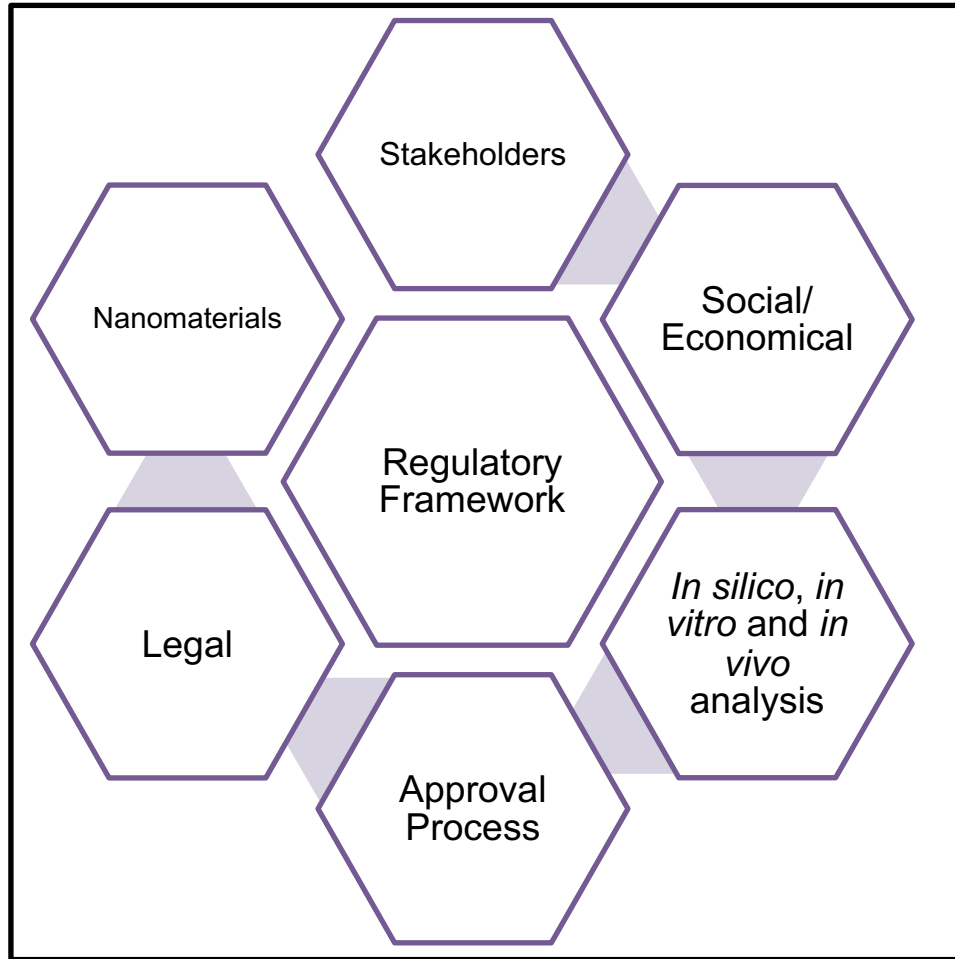 Stakeholders
Nanomaterials
Social/
Economical
Regulatory
Framework
Legal
In silico, in
vitro and in
vivo
analysis
Approval
Process